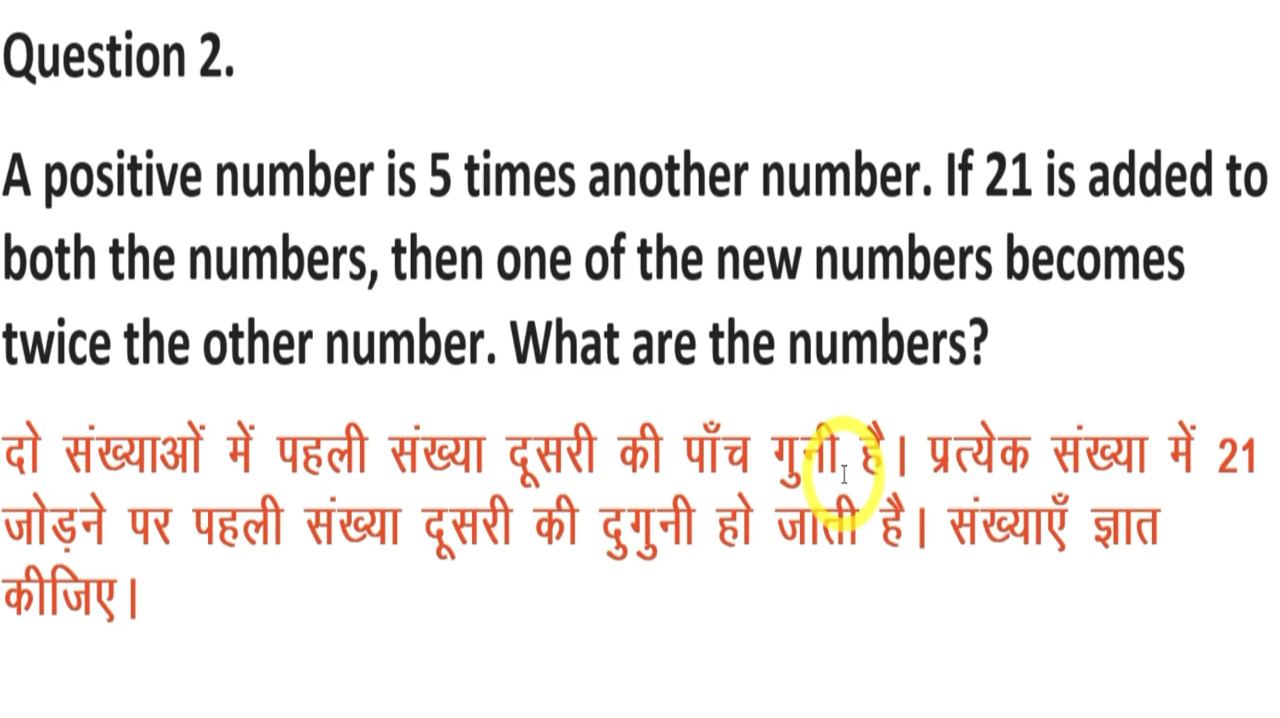 Question 2.
A positive number is 5 times another number. If 21 is added to
both the numbers, then one of the new numbers becomes
twice the other number. What are the numbers?
दो संख्याओं में पहली संख्या दूसरी की पाँच गुनी है। प्रत्येक संख्या में 21
जोड़ने पर पहली संख्या दूसरी की दुगुनी हो जाती है। संख्याएँ ज्ञात
कीजिए।